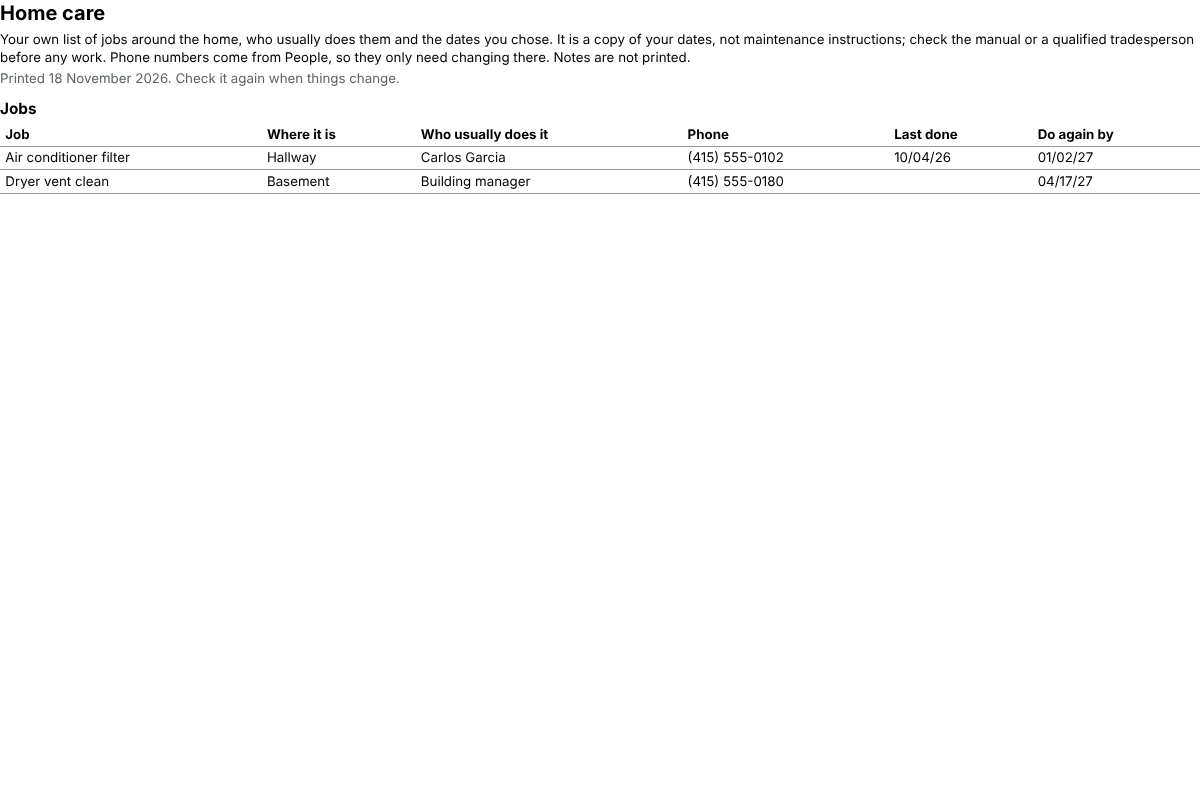 Home care
Your own list of jobs around the home, who usually does them and the dates you chose. It is a copy of your dates, not maintenance instructions; check the manual or a qualified tradesperson
before any work. Phone numbers come from People, so they only need changing there. Notes are not printed.
Printed 18 November 2026. Check it again when things change.
Jobs
Job Where it is Who usually does it Phone Last done Do again by
Air conditioner filter Hallway Carlos Garcia (415) 555-0102 10/04/26 01/02/27
Dryer vent clean Basement Building manager (415) 555-0180 04/17/27